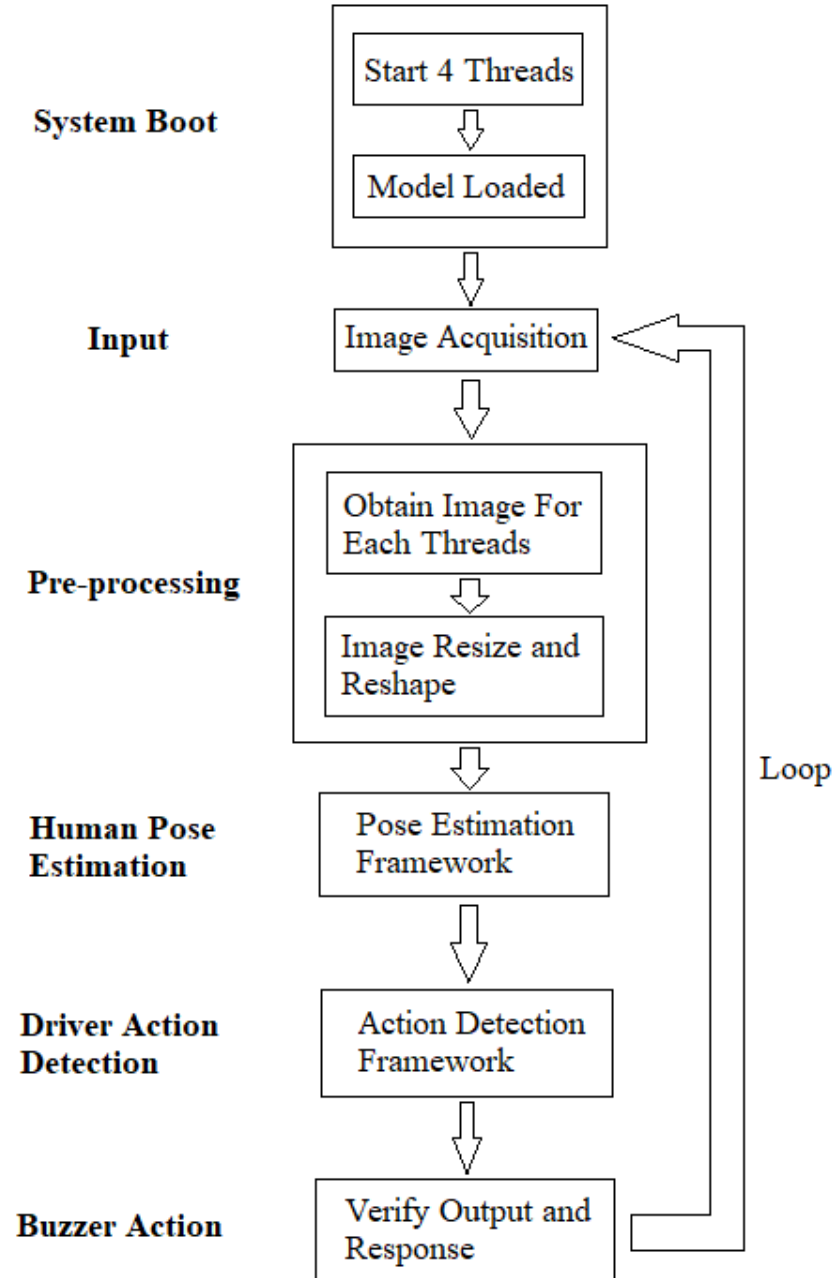 Start 4 Threads
System Boot
Model Loaded
Input
Image Acquisition
Obtain Image For
Each Threads
Pre-processing
Image Resize and
Reshape
Loop
Human Pose
Estimation
Pose Estimation
Framework
Driver Action
Detection
Action Detection
Framework
Buzzer Action
Verify Output and
Response